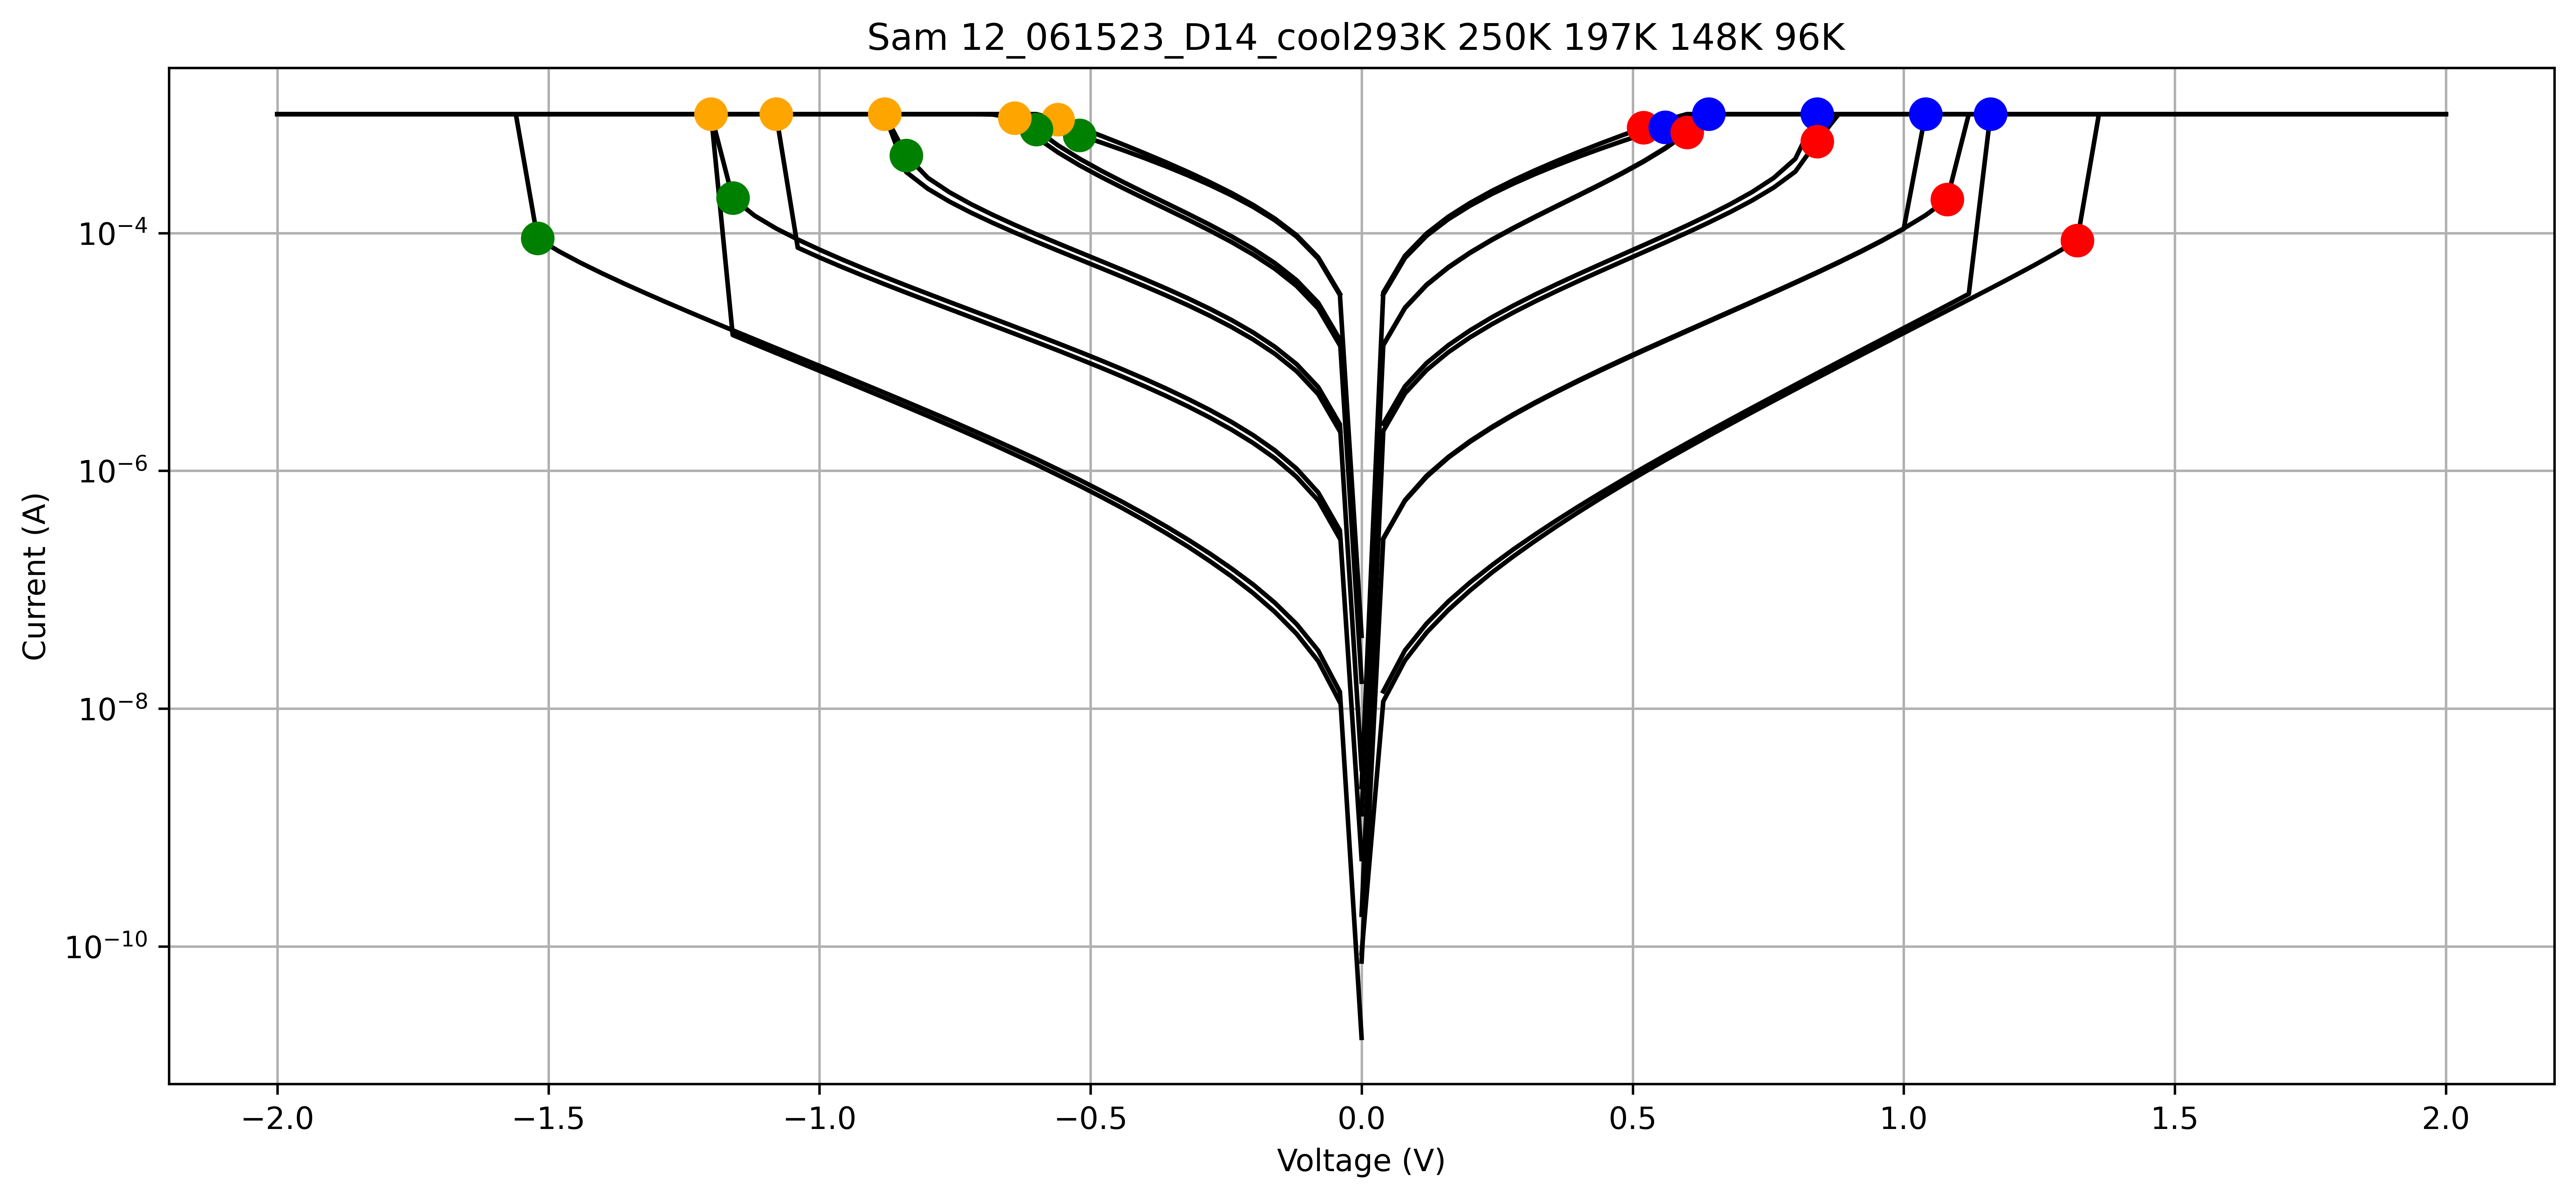 Sam 12_061523_D14_cool293K 250K 197K 148K 96K
Current (A)
10⁻⁴
10⁻⁶
10⁻⁸
10⁻¹⁰
−2.0 −1.5 −1.0 −0.5 0.0 0.5 1.0 1.5 2.0
Voltage (V)